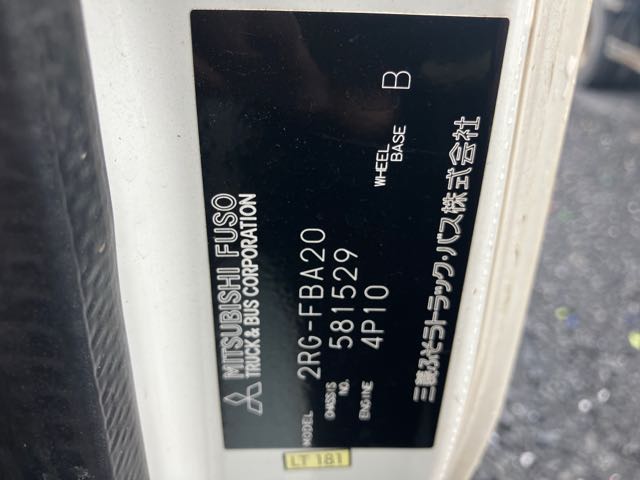 MITSUBISHI FUSO
TRUCK & BUS CORPORATION
MODEL 2RG-FBA20
CHASSIS NO. 581529
ENGINE 4P10
WHEEL BASE B
三菱ふそうトラック・バス株式会社
LT 181